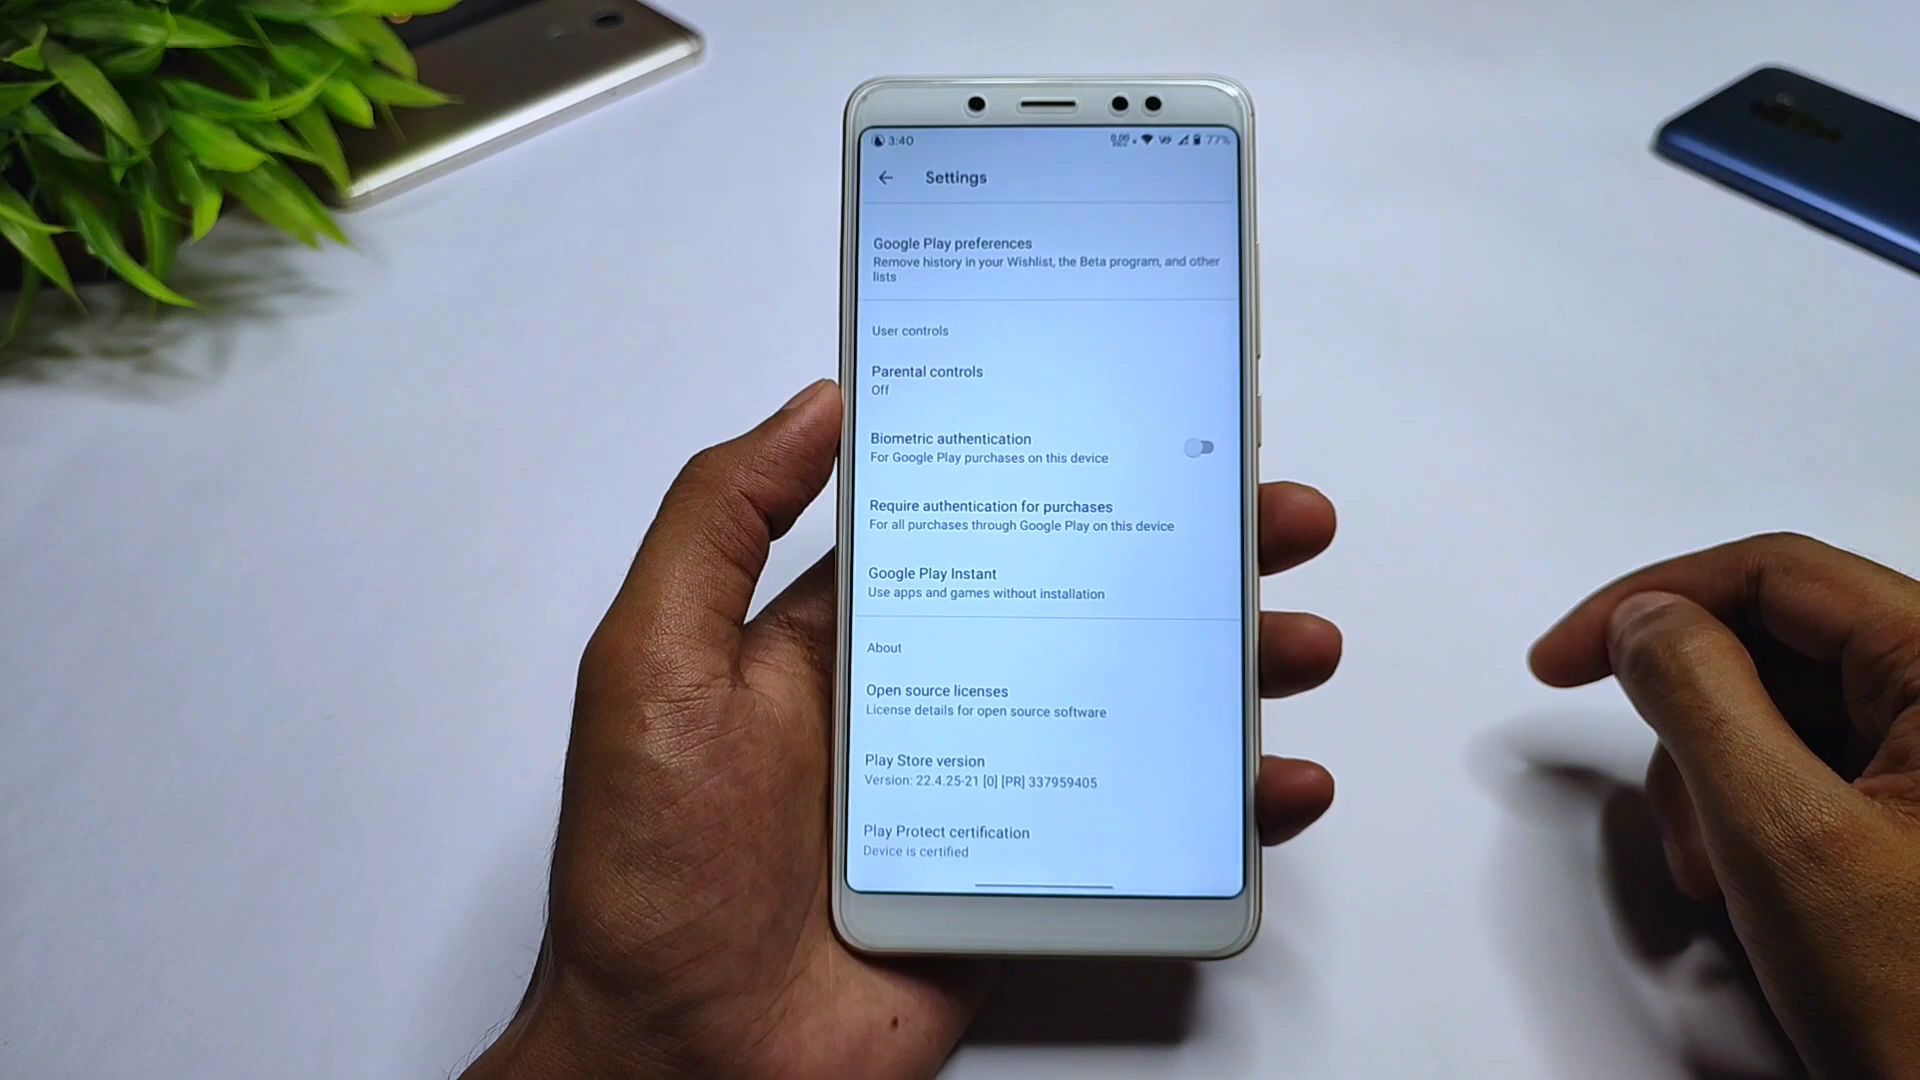 3:40
77%
Settings
Google Play preferences
Remove history in your Wishlist, the Beta program, and other
lists
User controls
Parental controls
Off
Biometric authentication
For Google Play purchases on this device
Require authentication for purchases
For all purchases through Google Play on this device
Google Play Instant
Use apps and games without installation
About
Open source licenses
License details for open source software
Play Store version
Version: 22.4.25-21 [0] [PR] 337959405
Play Protect certification
Device is certified